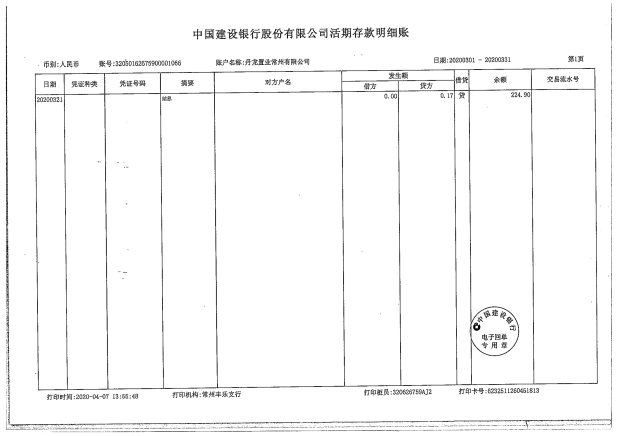 中国建设银行股份有限公司活期存款明细账
币别:人民币 账号:32050162675900001066 账户名称:丹龙置业常州有限公司 日期:20200301 - 20200331 第1页
日期 凭证种类 凭证号码 摘要 对方户名 发生额 借贷 余额 交易流水号
借方 贷方
20200321 结息 0.00 0.17 贷 224.90
中国建设银行
电子回单
专用章
打印时间:2020-04-07 13:55:48 打印机构:常州丰乐支行 打印柜员:320626759AJ2 打印卡号:6232511260451813